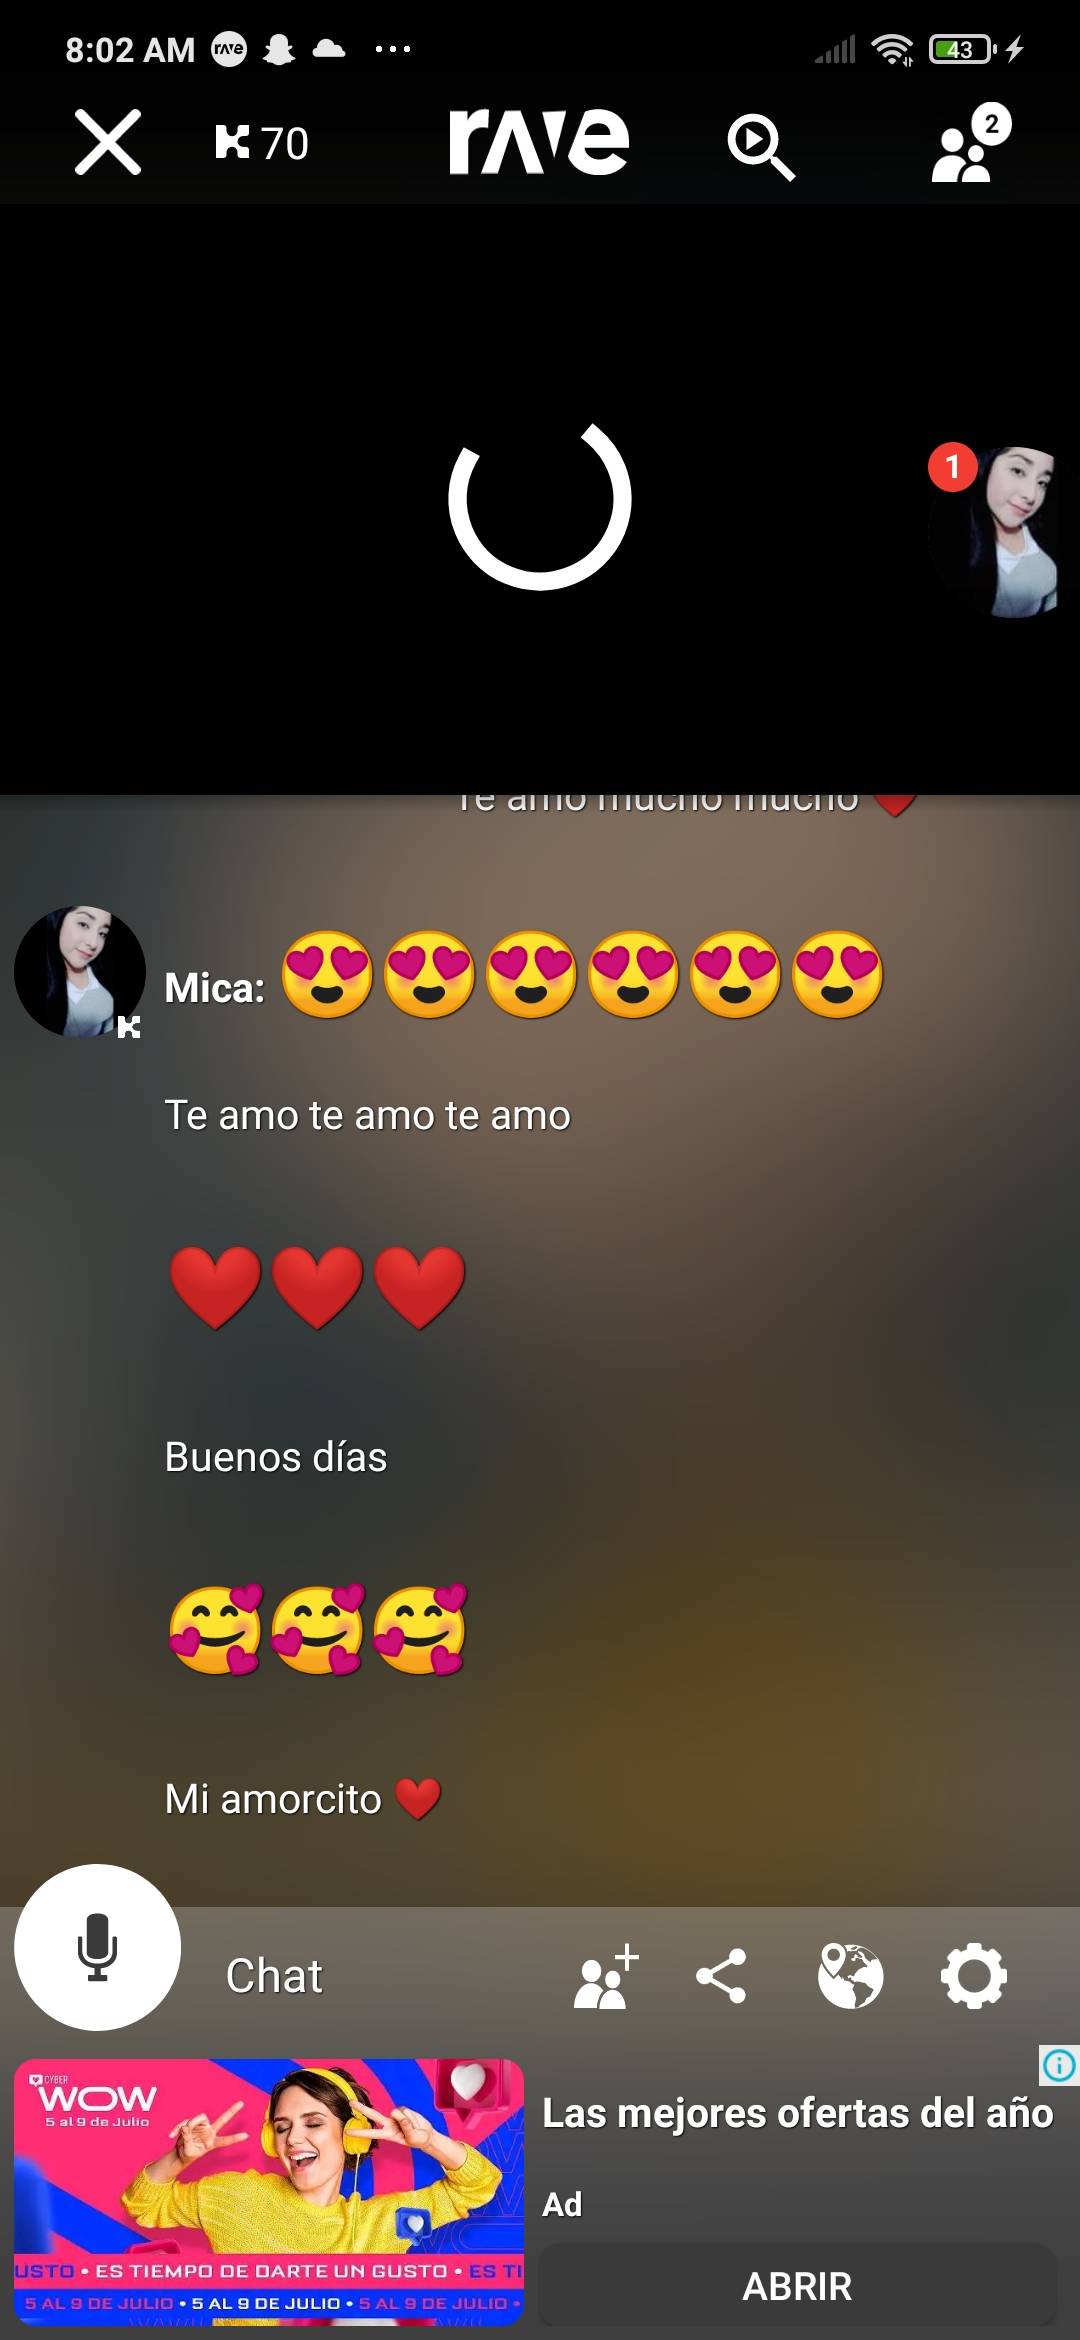 8:02 AM rave 43
70 rave 2
1
Te amo mucho mucho ❤️
Mica: 😍😍😍😍😍😍
Te amo te amo te amo
❤️❤️❤️
Buenos días
🥰🥰🥰
Mi amorcito ❤️
Chat
CYBER
WOW
5 al 9 de Julio
Las mejores ofertas del año
Ad
USTO • ES TIEMPO DE DARTE UN GUSTO • ES TI
5 AL 9 DE JULIO • 5 AL 9 DE JULIO • 5 AL 9 DE JULIO •
ABRIR